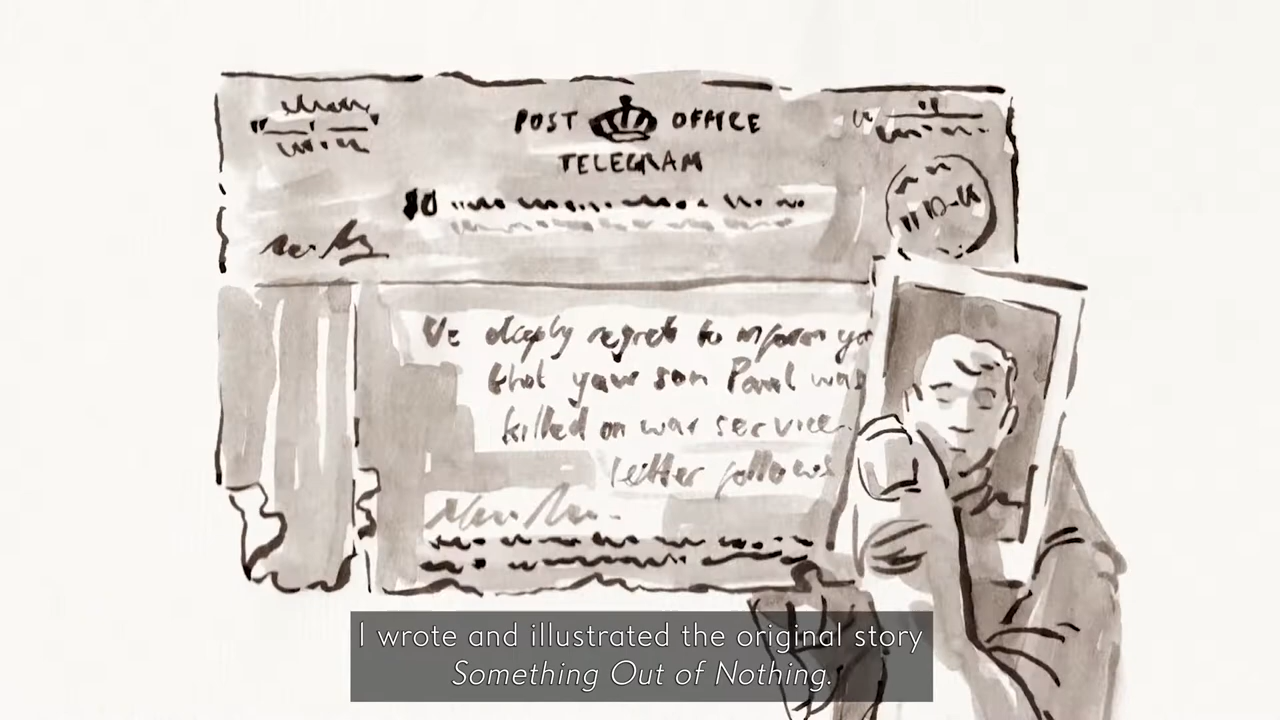 POST OFFICE
TELEGRAM
We deeply regret to inform yo
that your son Paul was
killed on war service.
letter follows
I wrote and illustrated the original story
Something Out of Nothing.